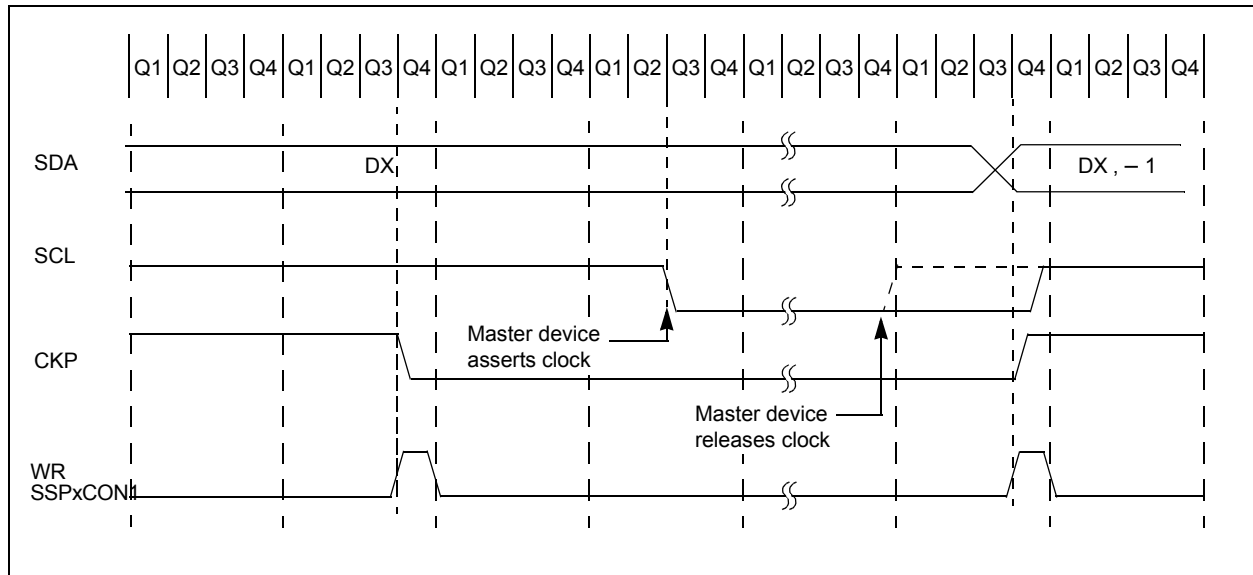 Q1 Q2 Q3 Q4 Q1 Q2 Q3 Q4 Q1 Q2 Q3 Q4 Q1 Q2 Q3 Q4 Q1 Q2 Q3 Q4 Q1 Q2 Q3 Q4 Q1 Q2 Q3 Q4
SDA
DX
DX , – 1
SCL
Master device
asserts clock
CKP
Master device
releases clock
WR
SSPxCON1